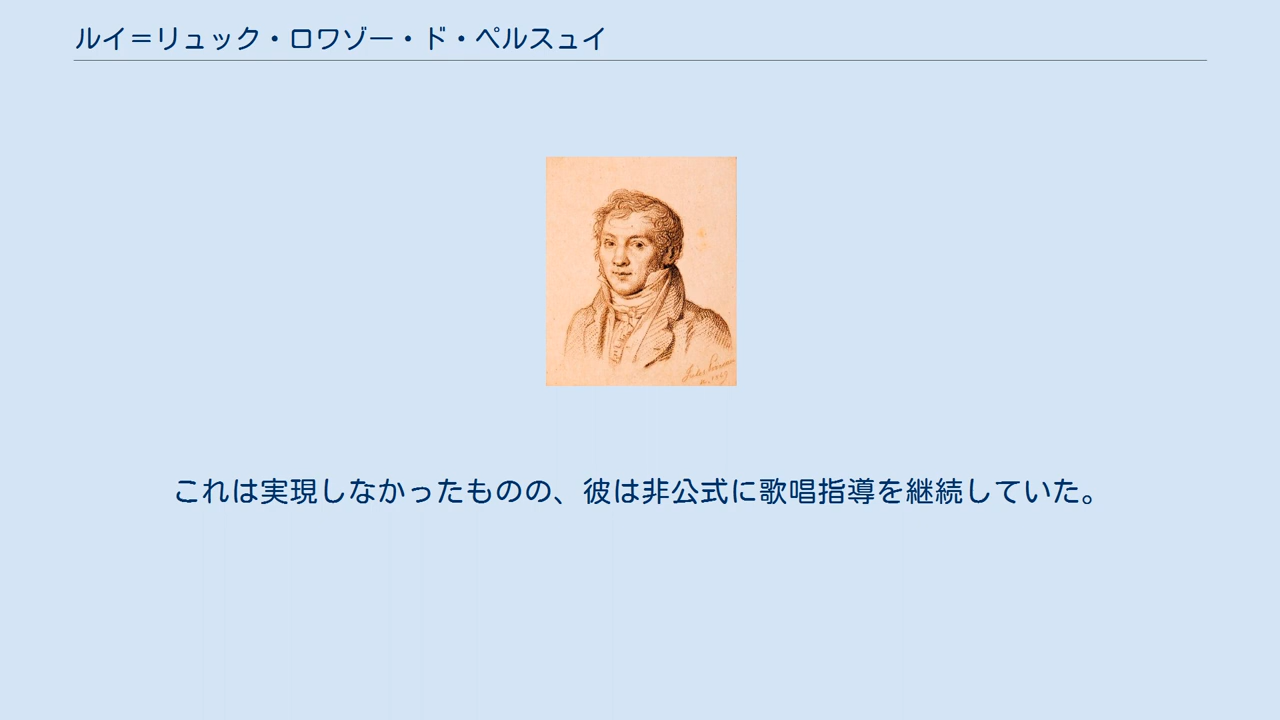 ルイ＝リュック・ロワゾー・ド・ペルスュイ
これは実現しなかったものの、彼は非公式に歌唱指導を継続していた。